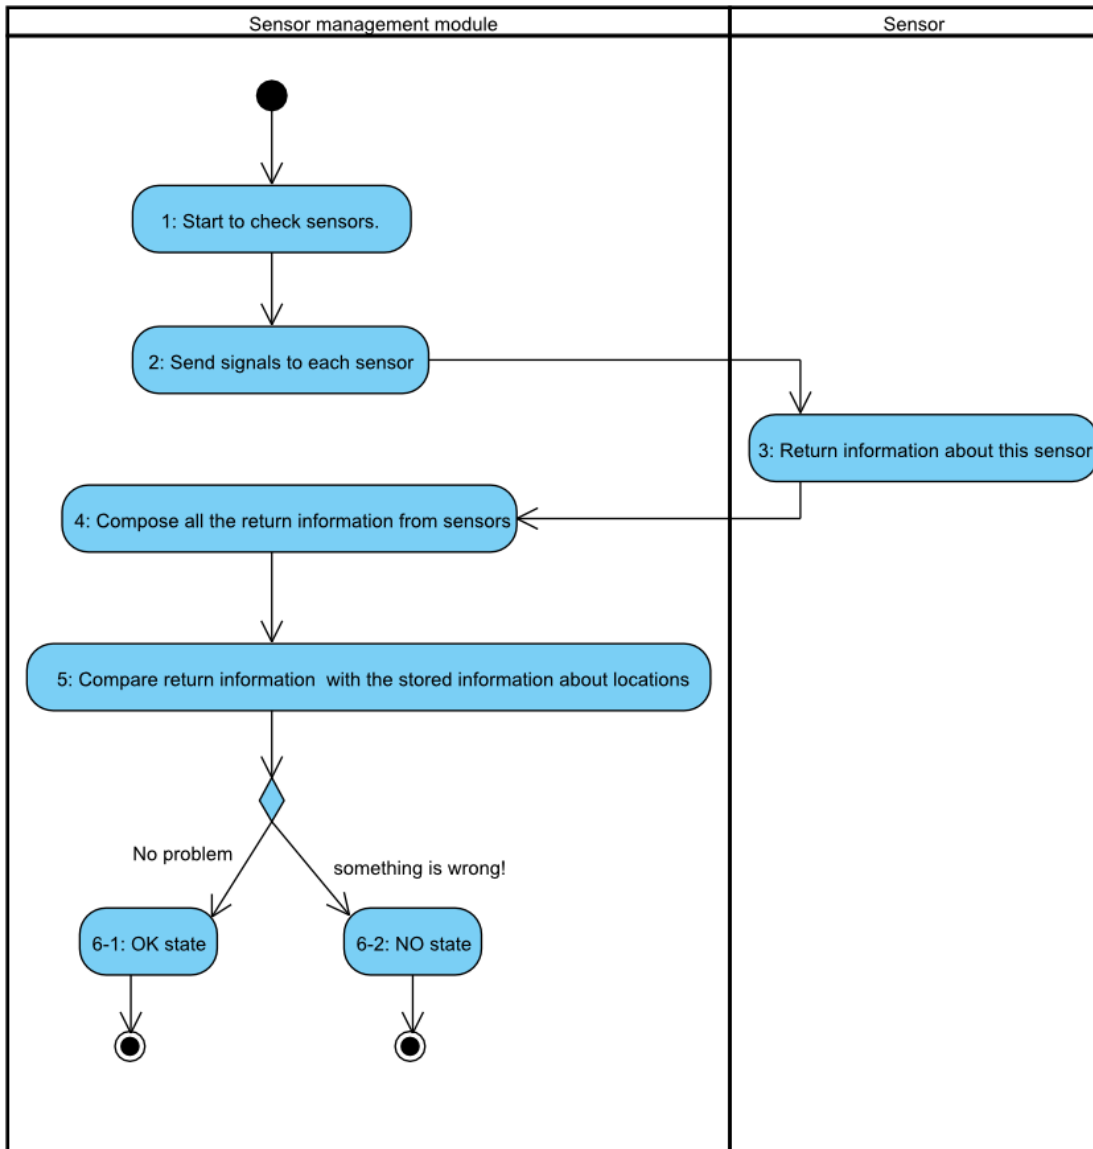 Sensor management module
Sensor
1: Start to check sensors.
2: Send signals to each sensor
3: Return information about this sensor
4: Compose all the return information from sensors
5: Compare return information  with the stored information about locations
No problem
something is wrong!
6-1: OK state
6-2: NO state